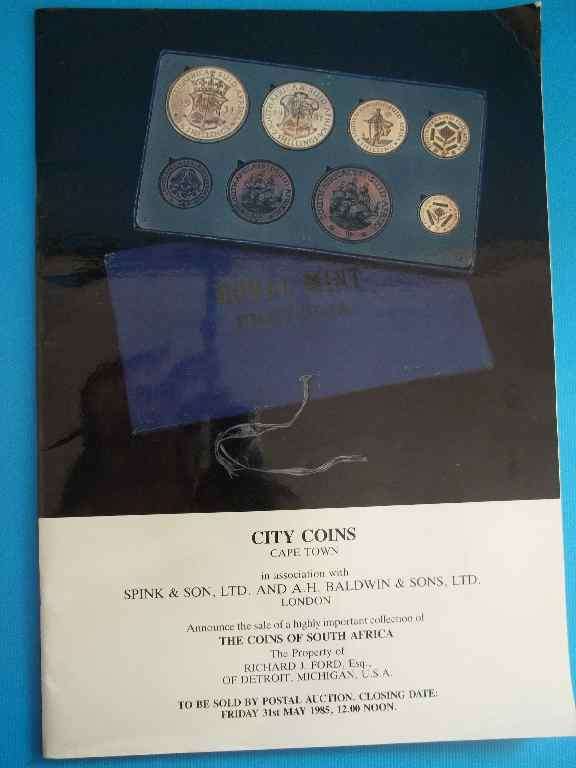 ROYAL MINT
PRETORIA
CITY COINS
CAPE TOWN
in association with
SPINK & SON, LTD. AND A.H. BALDWIN & SONS, LTD.
LONDON
Announce the sale of a highly important collection of
THE COINS OF SOUTH AFRICA
The Property of
RICHARD J. FORD, Esq.,
OF DETROIT, MICHIGAN, U.S.A.
TO BE SOLD BY POSTAL AUCTION. CLOSING DATE:
FRIDAY 31st MAY 1985, 12.00 NOON.